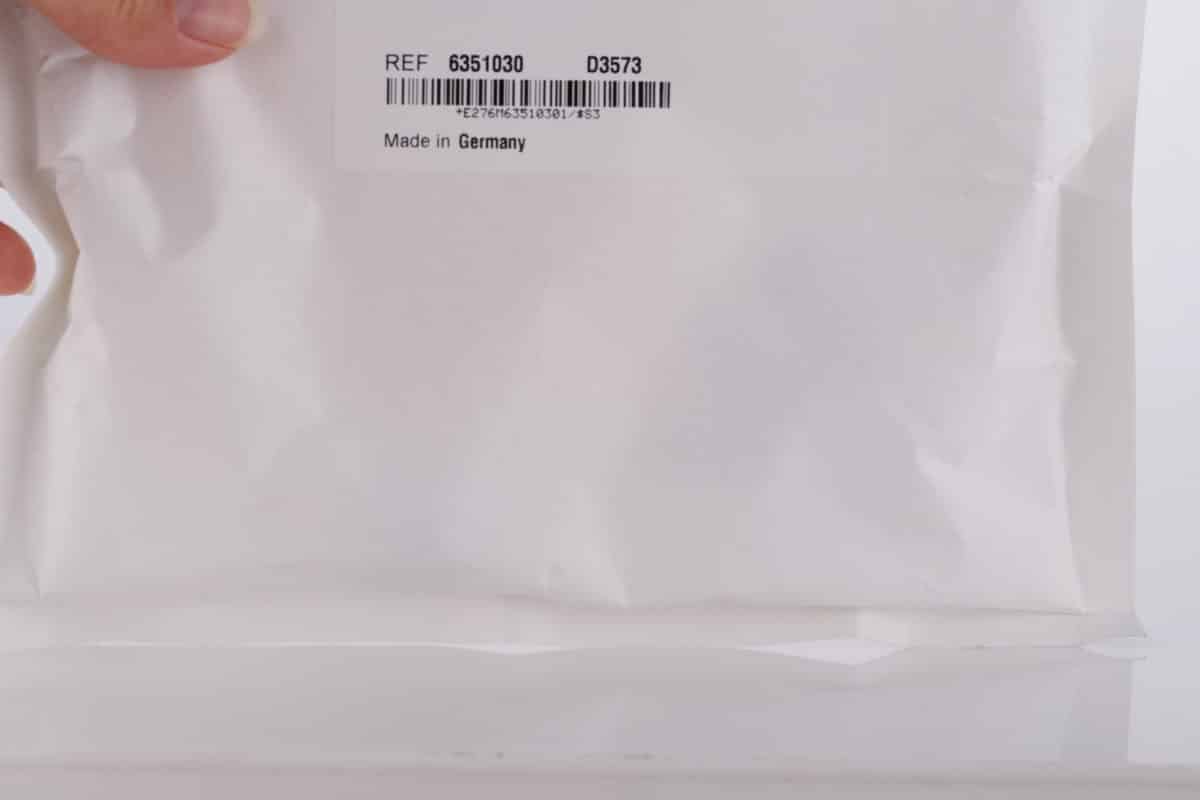 REF 6351030 D3573
+E276M63510301/#S3
Made in Germany